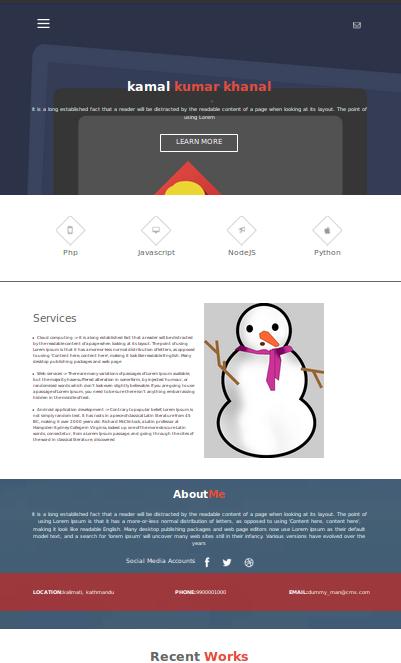 kamal kumar khanal
It is a long established fact that a reader will be distracted by the readable content of a page when looking at its layout. The point of
using Lorem
LEARN MORE
Php
Javascript
NodeJS
Python
Services
Cloud computing -> It is a long established fact that a reader will be distracted
by the readable content of a page when looking at its layout. The point of using
Lorem Ipsum is that it has a more-or-less normal distribution of letters, as opposed
to using 'Content here, content here', making it look like readable English. Many
desktop publishing packages and web page
Web services -> There are many variations of passages of Lorem Ipsum available,
but the majority have suffered alteration in some form, by injected humour, or
randomised words which don't look even slightly believable. If you are going to use
a passage of Lorem Ipsum, you need to be sure there isn't anything embarrassing
hidden in the middle of text.
Android application development -> Contrary to popular belief, Lorem Ipsum is
not simply random text. It has roots in a piece of classical Latin literature from 45
BC, making it over 2000 years old. Richard McClintock, a Latin professor at
Hampden-Sydney College in Virginia, looked up one of the more obscure Latin
words, consectetur, from a Lorem Ipsum passage, and going through the cites of
the word in classical literature, discovered
AboutMe
It is a long established fact that a reader will be distracted by the readable content of a page when looking at its layout. The point of
using Lorem Ipsum is that it has a more-or-less normal distribution of letters, as opposed to using 'Content here, content here',
making it look like readable English. Many desktop publishing packages and web page editors now use Lorem Ipsum as their default
model text, and a search for 'lorem ipsum' will uncover many web sites still in their infancy. Various versions have evolved over the
years
Social Media Accounts
LOCATION:kalimati, kathmandu
PHONE:9900001000
EMAIL:dummy_man@cms.com
Recent Works